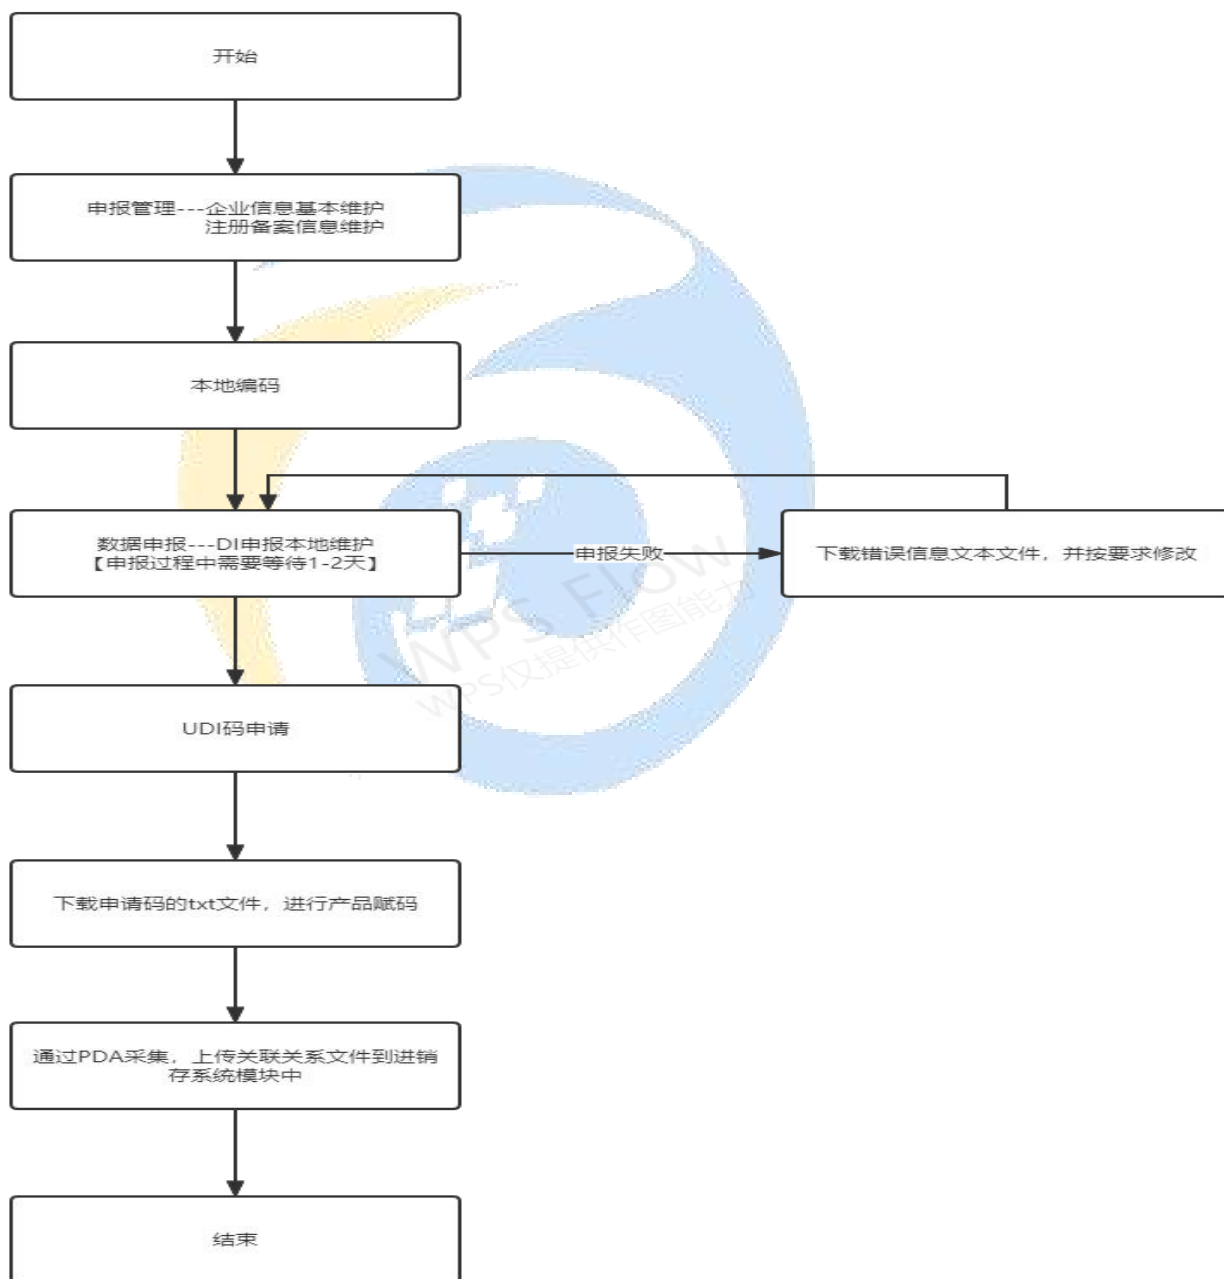 开始
申报管理---企业信息基本维护
注册备案信息维护
本地编码
数据申报---DI申报本地维护
【申报过程中需要等待1-2天】
申报失败
下载错误信息文本文件，并按要求修改
WPS Flow
WPS仅提供作图能力
UDI码申请
下载申请码的txt文件，进行产品赋码
通过PDA采集，上传关联关系文件到进销
存系统模块中
结束